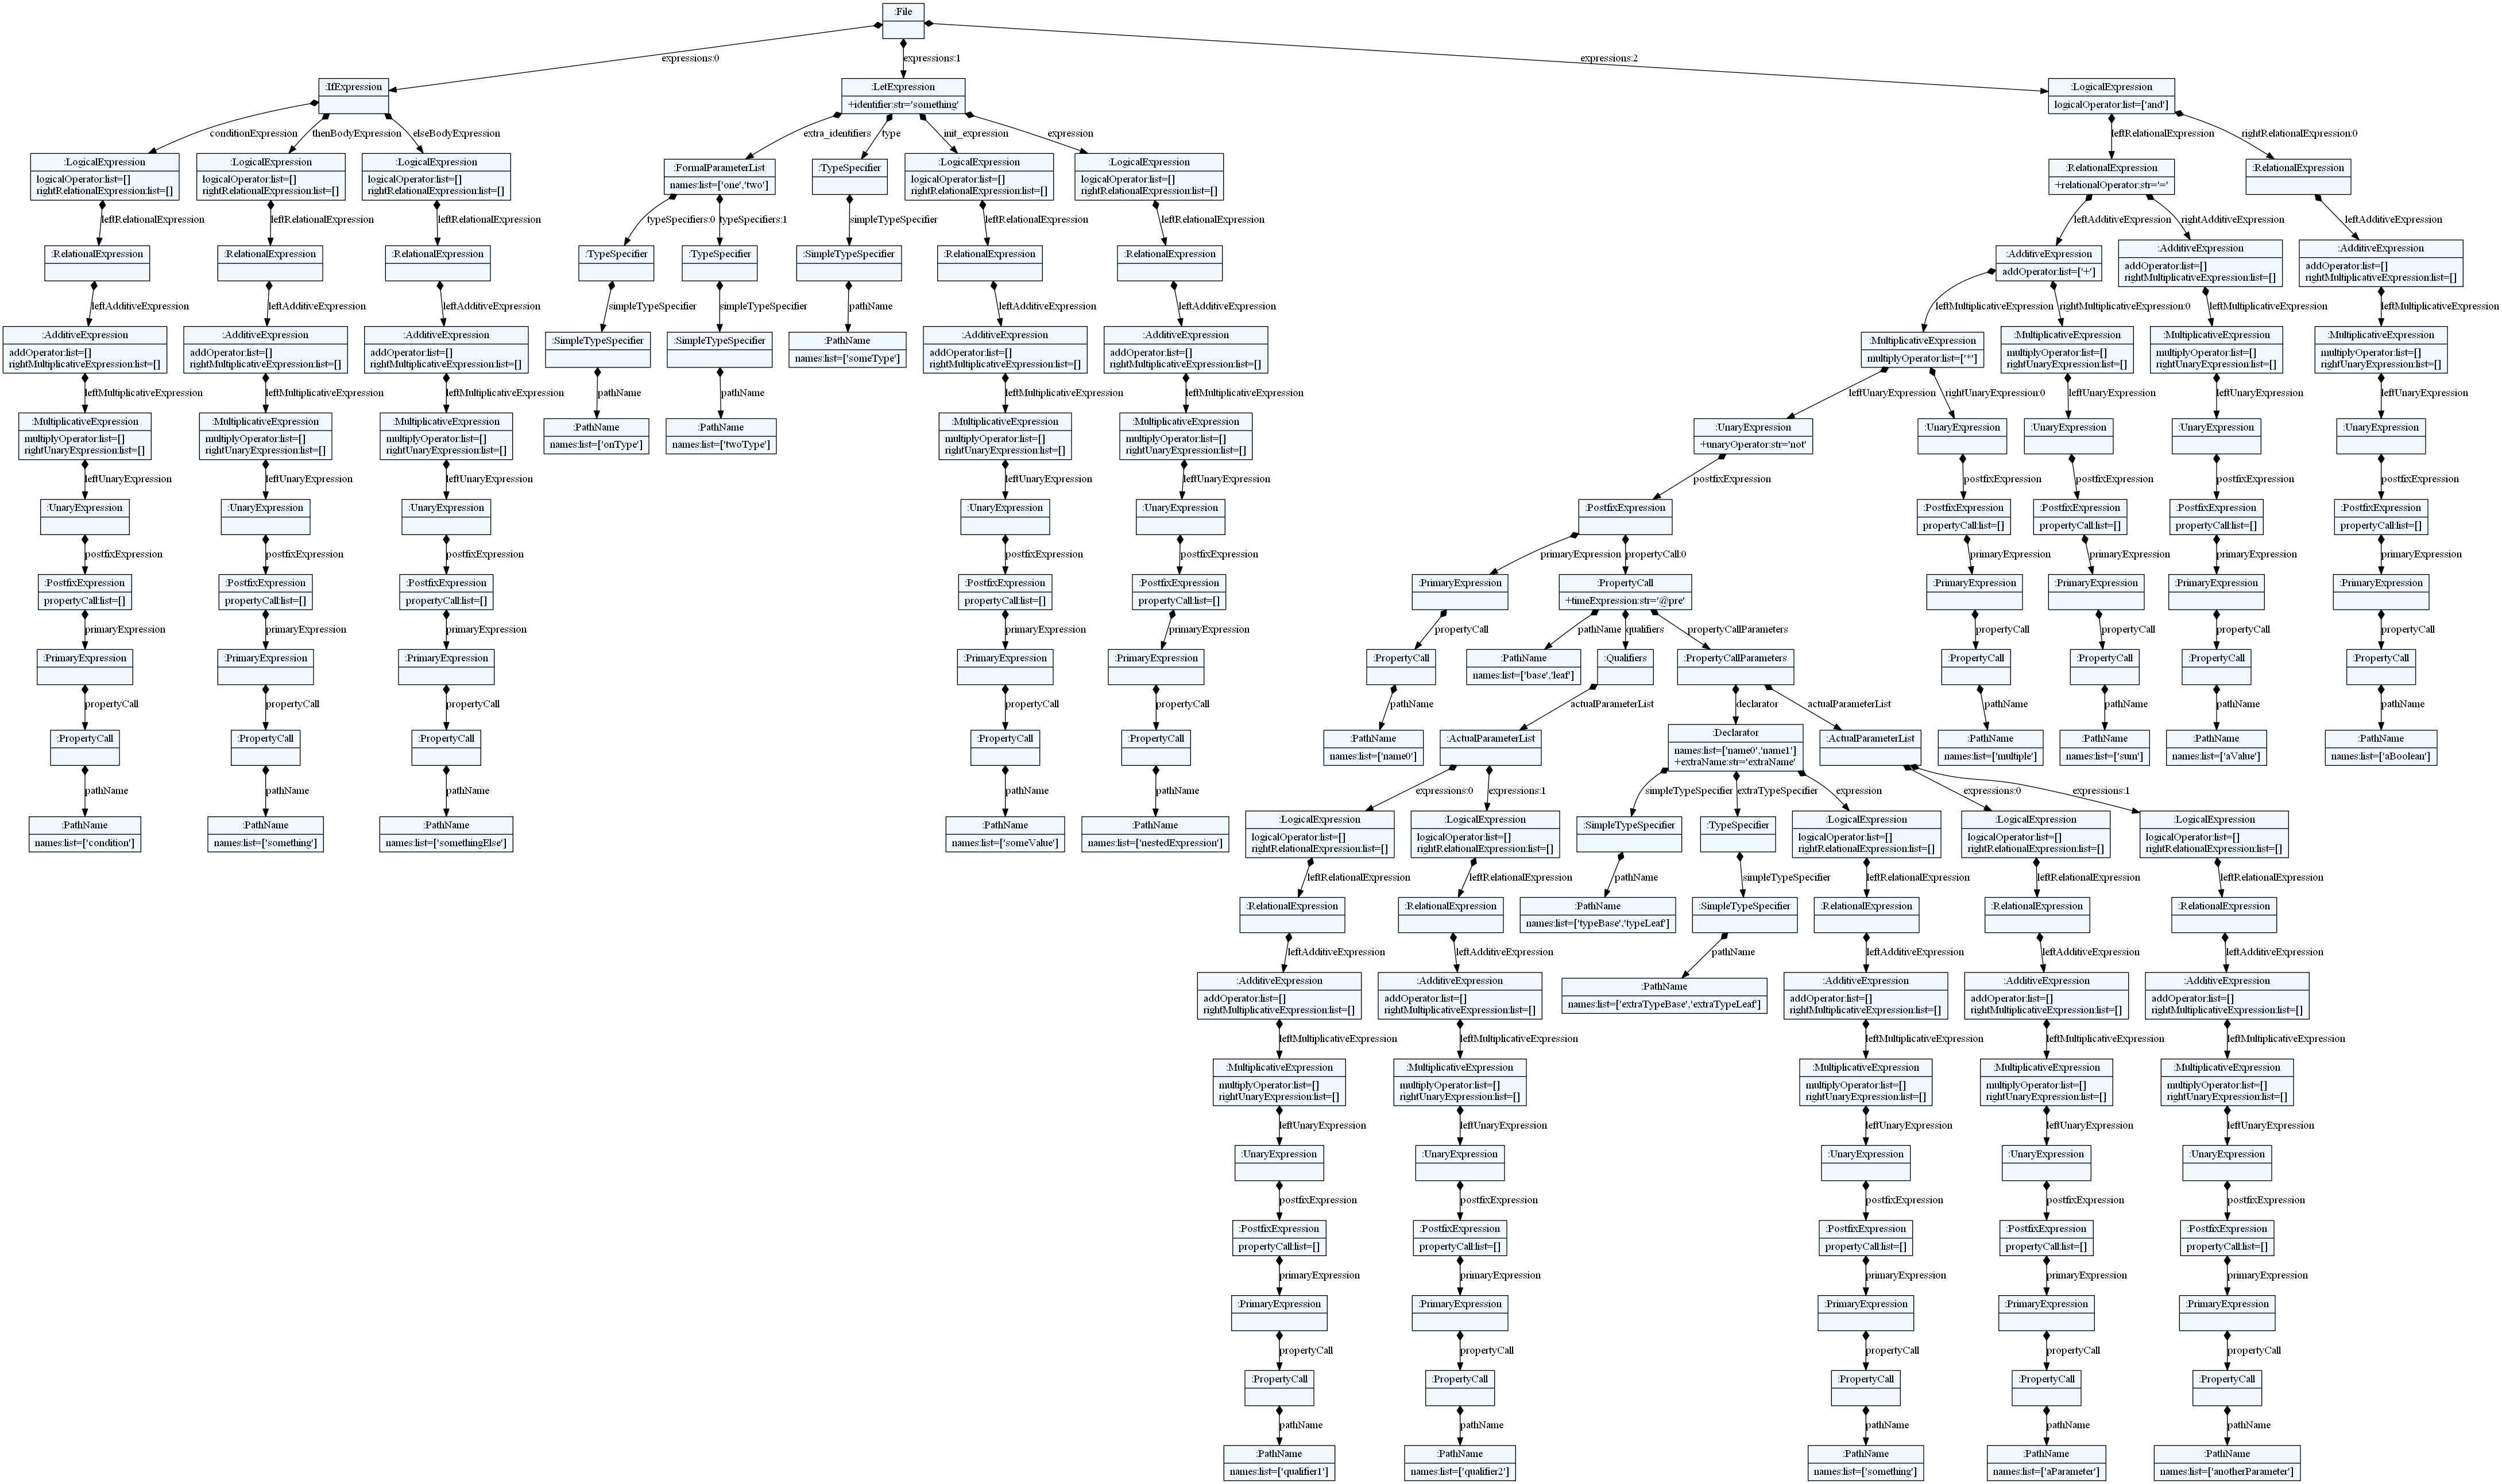 :File
expressions:0
expressions:1
expressions:2
:IfExpression
conditionExpression
thenBodyExpression
elseBodyExpression
:LogicalExpression
logicalOperator:list=[]
rightRelationalExpression:list=[]
leftRelationalExpression
:RelationalExpression
leftAdditiveExpression
:AdditiveExpression
addOperator:list=[]
rightMultiplicativeExpression:list=[]
leftMultiplicativeExpression
:MultiplicativeExpression
multiplyOperator:list=[]
rightUnaryExpression:list=[]
leftUnaryExpression
:UnaryExpression
postfixExpression
:PostfixExpression
propertyCall:list=[]
primaryExpression
:PrimaryExpression
propertyCall
:PropertyCall
pathName
:PathName
names:list=['condition']
:LogicalExpression
logicalOperator:list=[]
rightRelationalExpression:list=[]
leftRelationalExpression
:RelationalExpression
leftAdditiveExpression
:AdditiveExpression
addOperator:list=[]
rightMultiplicativeExpression:list=[]
leftMultiplicativeExpression
:MultiplicativeExpression
multiplyOperator:list=[]
rightUnaryExpression:list=[]
leftUnaryExpression
:UnaryExpression
postfixExpression
:PostfixExpression
propertyCall:list=[]
primaryExpression
:PrimaryExpression
propertyCall
:PropertyCall
pathName
:PathName
names:list=['something']
:LogicalExpression
logicalOperator:list=[]
rightRelationalExpression:list=[]
leftRelationalExpression
:RelationalExpression
leftAdditiveExpression
:AdditiveExpression
addOperator:list=[]
rightMultiplicativeExpression:list=[]
leftMultiplicativeExpression
:MultiplicativeExpression
multiplyOperator:list=[]
rightUnaryExpression:list=[]
leftUnaryExpression
:UnaryExpression
postfixExpression
:PostfixExpression
propertyCall:list=[]
primaryExpression
:PrimaryExpression
propertyCall
:PropertyCall
pathName
:PathName
names:list=['somethingElse']
:LetExpression
+identifier:str='something'
extra_identifiers
type
init_expression
expression
:FormalParameterList
names:list=['one','two']
typeSpecifiers:0
typeSpecifiers:1
:TypeSpecifier
simpleTypeSpecifier
:SimpleTypeSpecifier
pathName
:PathName
names:list=['onType']
:TypeSpecifier
simpleTypeSpecifier
:SimpleTypeSpecifier
pathName
:PathName
names:list=['twoType']
:TypeSpecifier
simpleTypeSpecifier
:SimpleTypeSpecifier
pathName
:PathName
names:list=['someType']
:LogicalExpression
logicalOperator:list=[]
rightRelationalExpression:list=[]
leftRelationalExpression
:RelationalExpression
leftAdditiveExpression
:AdditiveExpression
addOperator:list=[]
rightMultiplicativeExpression:list=[]
leftMultiplicativeExpression
:MultiplicativeExpression
multiplyOperator:list=[]
rightUnaryExpression:list=[]
leftUnaryExpression
:UnaryExpression
postfixExpression
:PostfixExpression
propertyCall:list=[]
primaryExpression
:PrimaryExpression
propertyCall
:PropertyCall
pathName
:PathName
names:list=['someValue']
:LogicalExpression
logicalOperator:list=[]
rightRelationalExpression:list=[]
leftRelationalExpression
:RelationalExpression
leftAdditiveExpression
:AdditiveExpression
addOperator:list=[]
rightMultiplicativeExpression:list=[]
leftMultiplicativeExpression
:MultiplicativeExpression
multiplyOperator:list=[]
rightUnaryExpression:list=[]
leftUnaryExpression
:UnaryExpression
postfixExpression
:PostfixExpression
propertyCall:list=[]
primaryExpression
:PrimaryExpression
propertyCall
:PropertyCall
pathName
:PathName
names:list=['nestedExpression']
:LogicalExpression
logicalOperator:list=['and']
leftRelationalExpression
rightRelationalExpression:0
:RelationalExpression
+relationalOperator:str='='
leftAdditiveExpression
rightAdditiveExpression
:AdditiveExpression
addOperator:list=['+']
leftMultiplicativeExpression
rightMultiplicativeExpression:0
:MultiplicativeExpression
multiplyOperator:list=['*']
leftUnaryExpression
rightUnaryExpression:0
:UnaryExpression
+unaryOperator:str='not'
postfixExpression
:PostfixExpression
primaryExpression
propertyCall:0
:PrimaryExpression
propertyCall
:PropertyCall
pathName
:PathName
names:list=['name0']
:PropertyCall
+timeExpression:str='@pre'
pathName
qualifiers
propertyCallParameters
:PathName
names:list=['base','leaf']
:Qualifiers
actualParameterList
:ActualParameterList
expressions:0
expressions:1
:LogicalExpression
logicalOperator:list=[]
rightRelationalExpression:list=[]
leftRelationalExpression
:RelationalExpression
leftAdditiveExpression
:AdditiveExpression
addOperator:list=[]
rightMultiplicativeExpression:list=[]
leftMultiplicativeExpression
:MultiplicativeExpression
multiplyOperator:list=[]
rightUnaryExpression:list=[]
leftUnaryExpression
:UnaryExpression
postfixExpression
:PostfixExpression
propertyCall:list=[]
primaryExpression
:PrimaryExpression
propertyCall
:PropertyCall
pathName
:PathName
names:list=['qualifier1']
:LogicalExpression
logicalOperator:list=[]
rightRelationalExpression:list=[]
leftRelationalExpression
:RelationalExpression
leftAdditiveExpression
:AdditiveExpression
addOperator:list=[]
rightMultiplicativeExpression:list=[]
leftMultiplicativeExpression
:MultiplicativeExpression
multiplyOperator:list=[]
rightUnaryExpression:list=[]
leftUnaryExpression
:UnaryExpression
postfixExpression
:PostfixExpression
propertyCall:list=[]
primaryExpression
:PrimaryExpression
propertyCall
:PropertyCall
pathName
:PathName
names:list=['qualifier2']
:PropertyCallParameters
declarator
actualParameterList
:Declarator
names:list=['name0','name1']
+extraName:str='extraName'
simpleTypeSpecifier
extraTypeSpecifier
expression
:SimpleTypeSpecifier
pathName
:PathName
names:list=['typeBase','typeLeaf']
:TypeSpecifier
simpleTypeSpecifier
:SimpleTypeSpecifier
pathName
:PathName
names:list=['extraTypeBase','extraTypeLeaf']
:LogicalExpression
logicalOperator:list=[]
rightRelationalExpression:list=[]
leftRelationalExpression
:RelationalExpression
leftAdditiveExpression
:AdditiveExpression
addOperator:list=[]
rightMultiplicativeExpression:list=[]
leftMultiplicativeExpression
:MultiplicativeExpression
multiplyOperator:list=[]
rightUnaryExpression:list=[]
leftUnaryExpression
:UnaryExpression
postfixExpression
:PostfixExpression
propertyCall:list=[]
primaryExpression
:PrimaryExpression
propertyCall
:PropertyCall
pathName
:PathName
names:list=['something']
:ActualParameterList
expressions:0
expressions:1
:LogicalExpression
logicalOperator:list=[]
rightRelationalExpression:list=[]
leftRelationalExpression
:RelationalExpression
leftAdditiveExpression
:AdditiveExpression
addOperator:list=[]
rightMultiplicativeExpression:list=[]
leftMultiplicativeExpression
:MultiplicativeExpression
multiplyOperator:list=[]
rightUnaryExpression:list=[]
leftUnaryExpression
:UnaryExpression
postfixExpression
:PostfixExpression
propertyCall:list=[]
primaryExpression
:PrimaryExpression
propertyCall
:PropertyCall
pathName
:PathName
names:list=['aParameter']
:LogicalExpression
logicalOperator:list=[]
rightRelationalExpression:list=[]
leftRelationalExpression
:RelationalExpression
leftAdditiveExpression
:AdditiveExpression
addOperator:list=[]
rightMultiplicativeExpression:list=[]
leftMultiplicativeExpression
:MultiplicativeExpression
multiplyOperator:list=[]
rightUnaryExpression:list=[]
leftUnaryExpression
:UnaryExpression
postfixExpression
:PostfixExpression
propertyCall:list=[]
primaryExpression
:PrimaryExpression
propertyCall
:PropertyCall
pathName
:PathName
names:list=['anotherParameter']
:UnaryExpression
postfixExpression
:PostfixExpression
propertyCall:list=[]
primaryExpression
:PrimaryExpression
propertyCall
:PropertyCall
pathName
:PathName
names:list=['multiple']
:MultiplicativeExpression
multiplyOperator:list=[]
rightUnaryExpression:list=[]
leftUnaryExpression
:UnaryExpression
postfixExpression
:PostfixExpression
propertyCall:list=[]
primaryExpression
:PrimaryExpression
propertyCall
:PropertyCall
pathName
:PathName
names:list=['sum']
:AdditiveExpression
addOperator:list=[]
rightMultiplicativeExpression:list=[]
leftMultiplicativeExpression
:MultiplicativeExpression
multiplyOperator:list=[]
rightUnaryExpression:list=[]
leftUnaryExpression
:UnaryExpression
postfixExpression
:PostfixExpression
propertyCall:list=[]
primaryExpression
:PrimaryExpression
propertyCall
:PropertyCall
pathName
:PathName
names:list=['aValue']
:RelationalExpression
leftAdditiveExpression
:AdditiveExpression
addOperator:list=[]
rightMultiplicativeExpression:list=[]
leftMultiplicativeExpression
:MultiplicativeExpression
multiplyOperator:list=[]
rightUnaryExpression:list=[]
leftUnaryExpression
:UnaryExpression
postfixExpression
:PostfixExpression
propertyCall:list=[]
primaryExpression
:PrimaryExpression
propertyCall
:PropertyCall
pathName
:PathName
names:list=['aBoolean']